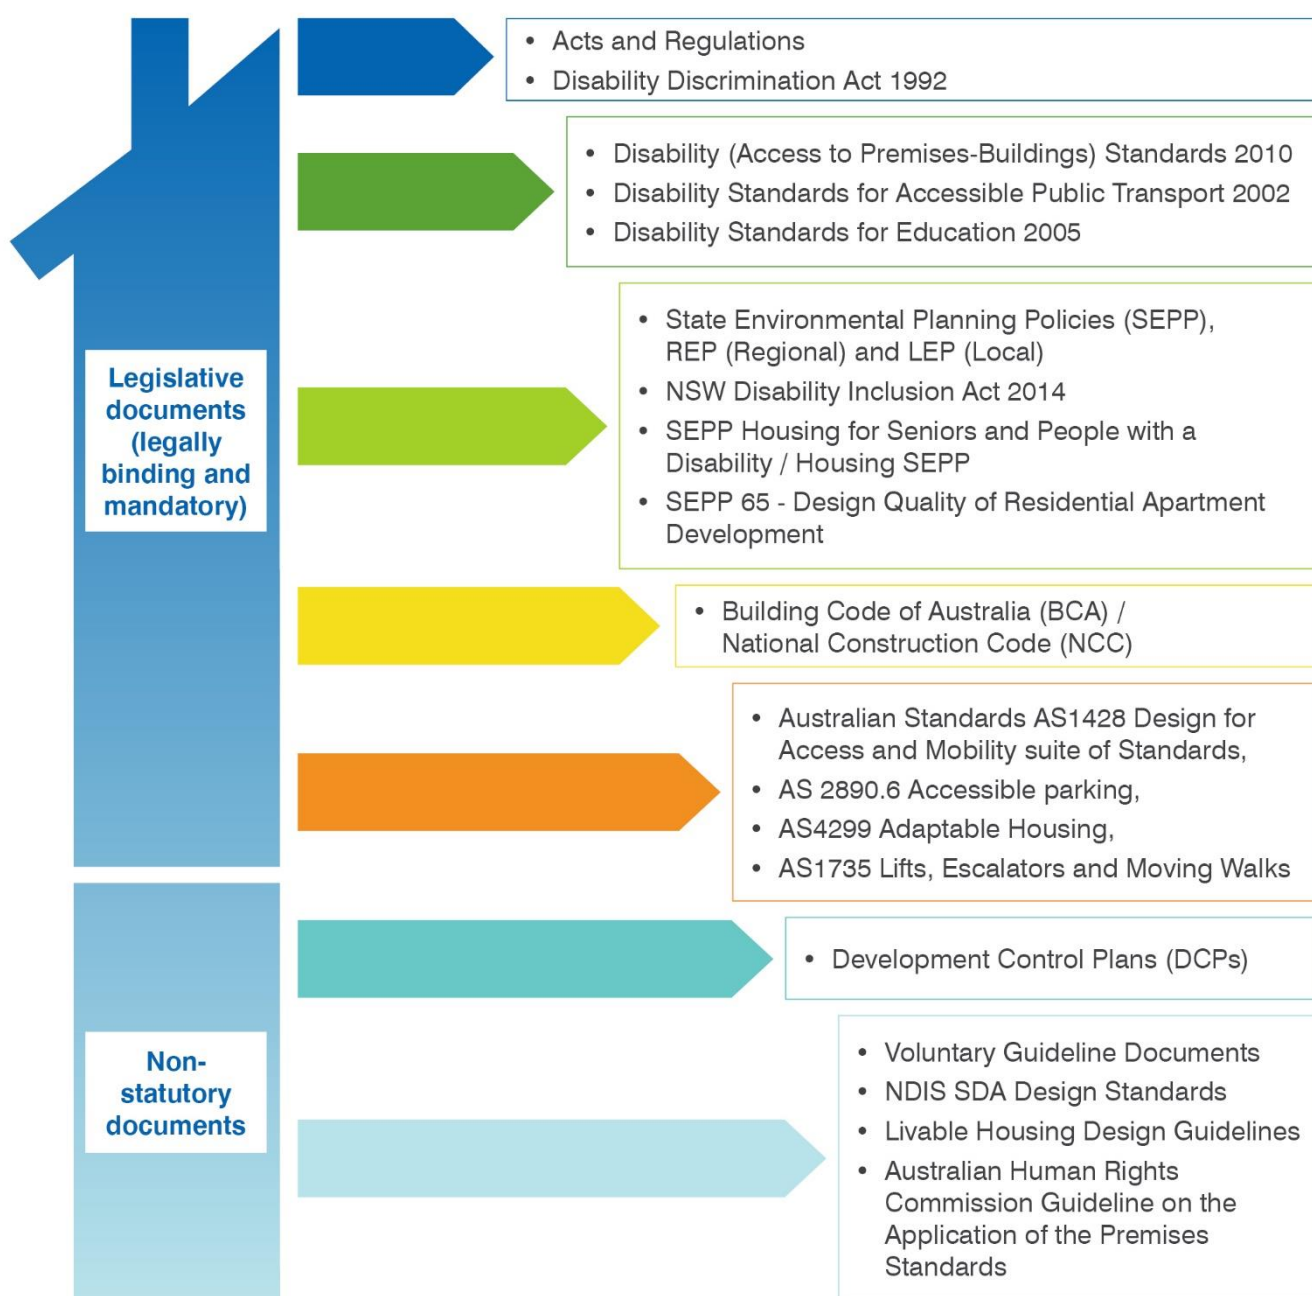 • Acts and Regulations
• Disability Discrimination Act 1992
• Disability (Access to Premises-Buildings) Standards 2010
• Disability Standards for Accessible Public Transport 2002
• Disability Standards for Education 2005
Legislative
documents
(legally
binding and
mandatory)
• State Environmental Planning Policies (SEPP),
REP (Regional) and LEP (Local)
• NSW Disability Inclusion Act 2014
• SEPP Housing for Seniors and People with a
Disability / Housing SEPP
• SEPP 65 - Design Quality of Residential Apartment
Development
• Building Code of Australia (BCA) /
National Construction Code (NCC)
• Australian Standards AS1428 Design for
Access and Mobility suite of Standards,
• AS 2890.6 Accessible parking,
• AS4299 Adaptable Housing,
• AS1735 Lifts, Escalators and Moving Walks
• Development Control Plans (DCPs)
Non-
statutory
documents
• Voluntary Guideline Documents
• NDIS SDA Design Standards
• Livable Housing Design Guidelines
• Australian Human Rights
Commission Guideline on the
Application of the Premises
Standards